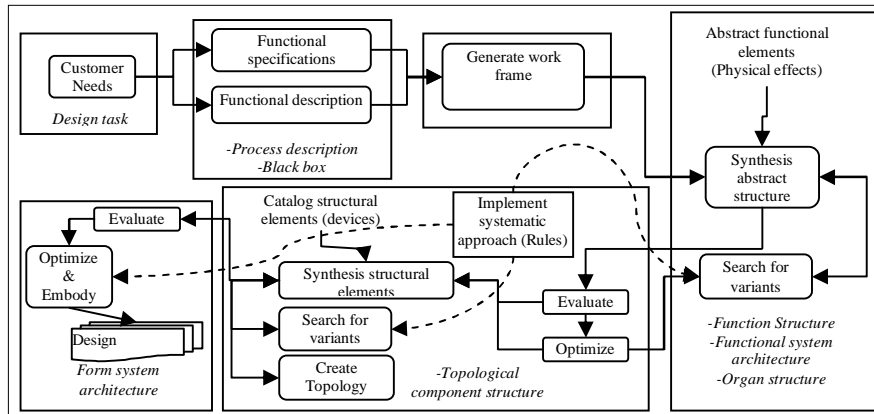 Customer
Needs
Design task
Functional
specifications
Functional description
-Process description
-Black box
Generate work
frame
Abstract functional
elements
(Physical effects)
Synthesis
abstract
structure
Search for
variants
-Function Structure
-Functional system
architecture
-Organ structure
Catalog structural
elements (devices)
Implement
systematic
approach (Rules)
Synthesis structural
elements
Search for
variants
Create
Topology
Evaluate
Optimize
-Topological
component structure
Evaluate
Optimize
&
Embody
Design
Form system
architecture